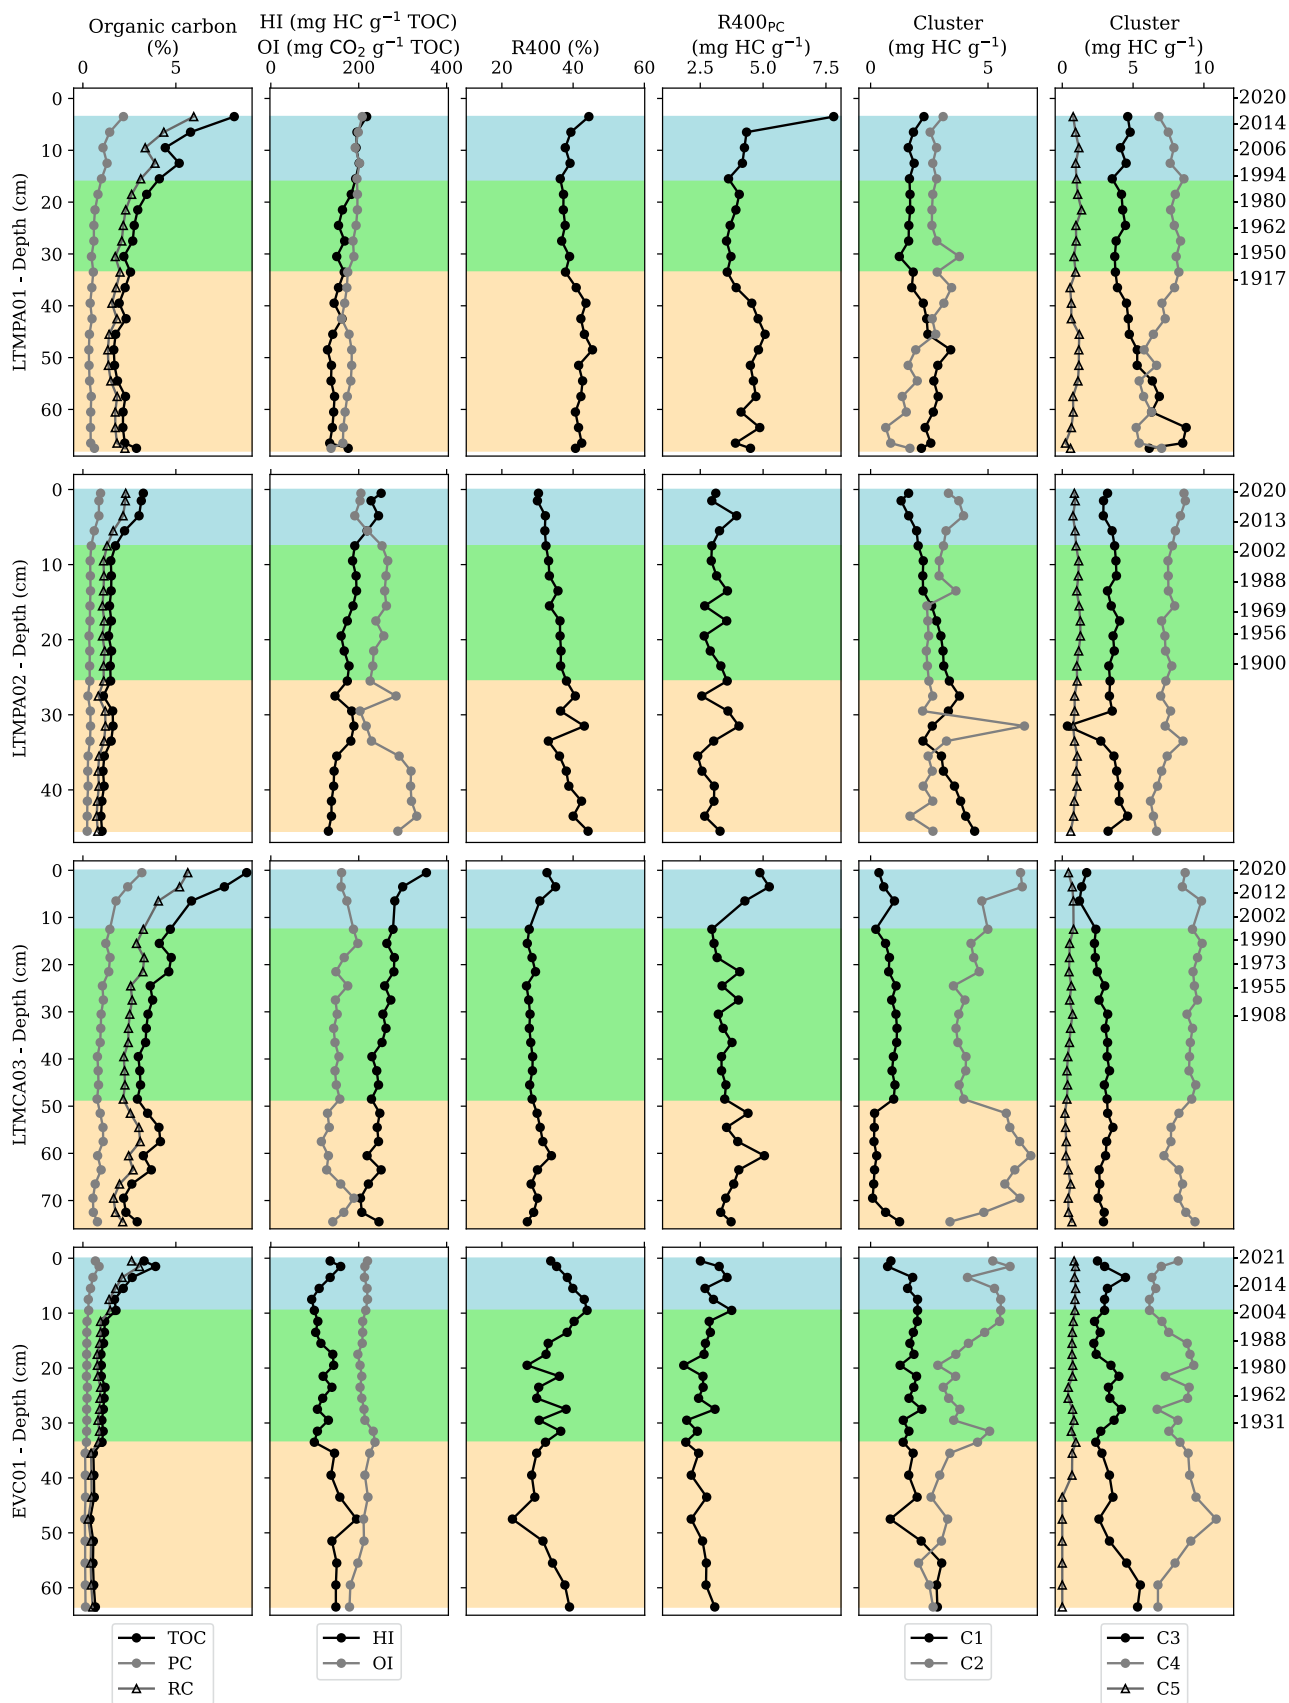 Organic carbon
(%)
HI (mg HC g⁻¹ TOC)
OI (mg CO₂ g⁻¹ TOC)
R400 (%)
R400PC
(mg HC g⁻¹)
Cluster
(mg HC g⁻¹)
Cluster
(mg HC g⁻¹)
0 5
0 200 400
20 40 60
2.5 5.0 7.5
0 5
0 5 10
LTMPA01 - Depth (cm)
0
10
20
30
40
50
60
2020
2014
2006
1994
1980
1962
1950
1917
LTMPA02 - Depth (cm)
0
10
20
30
40
2020
2013
2002
1988
1969
1956
1900
LTMCA03 - Depth (cm)
0
10
20
30
40
50
60
70
2020
2012
2002
1990
1973
1955
1908
EVC01 - Depth (cm)
0
10
20
30
40
50
60
2021
2014
2004
1988
1980
1962
1931
TOC
PC
RC
HI
OI
C1
C2
C3
C4
C5